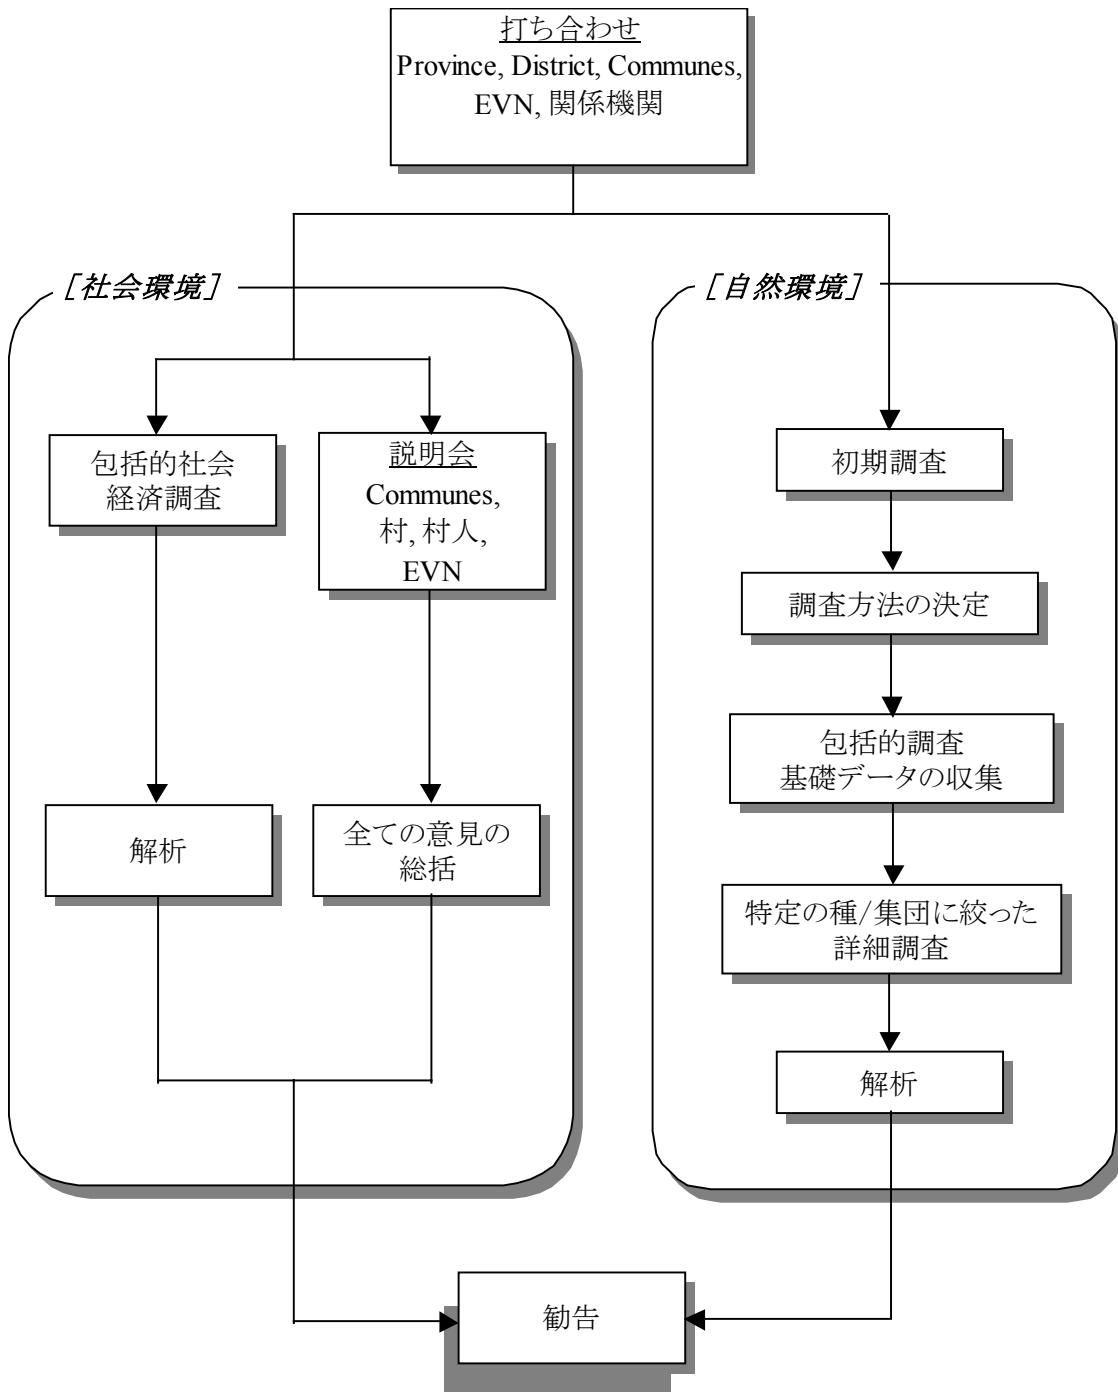 打ち合わせ
Province, District, Communes,
EVN, 関係機関
［社会環境］
包括的社会
経済調査
説明会
Communes,
村, 村人,
EVN
解析
全ての意見の
総括
［自然環境］
初期調査
調査方法の決定
包括的調査
基礎データの収集
特定の種/集団に絞った
詳細調査
解析
勧告